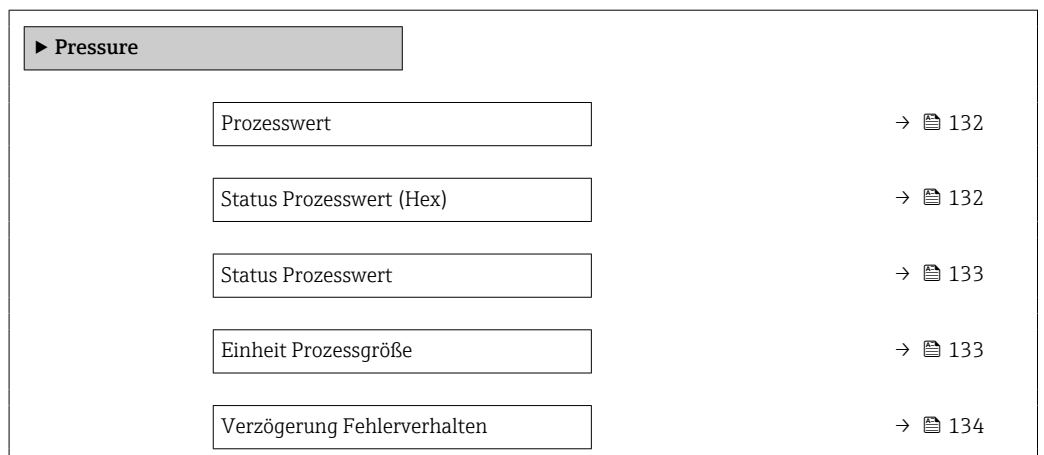 ▶ Pressure
Prozesswert → 132
Status Prozesswert (Hex) → 132
Status Prozesswert → 133
Einheit Prozessgröße → 133
Verzögerung Fehlerverhalten → 134